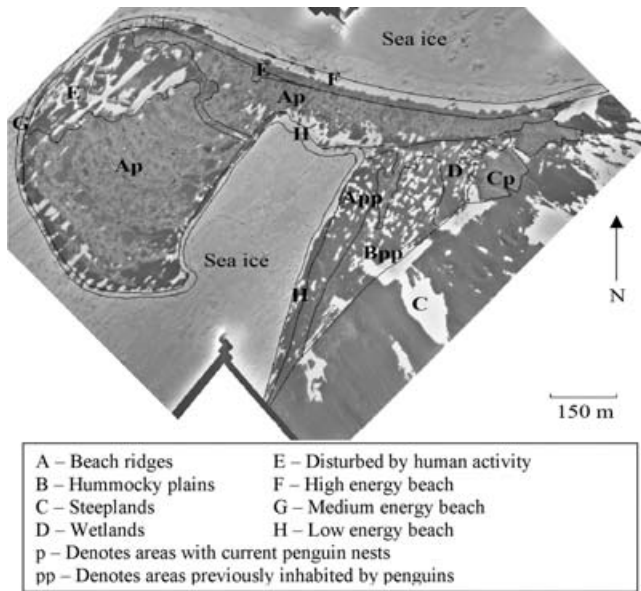 Sea ice
E
F
E
Ap
G
H
Ap
D
Cp
App
Sea ice
Bpp
H
C
N
150 m
A – Beach ridges
B – Hummocky plains
C – Steeplands
D – Wetlands
E – Disturbed by human activity
F – High energy beach
G – Medium energy beach
H – Low energy beach
p – Denotes areas with current penguin nests
pp – Denotes areas previously inhabited by penguins